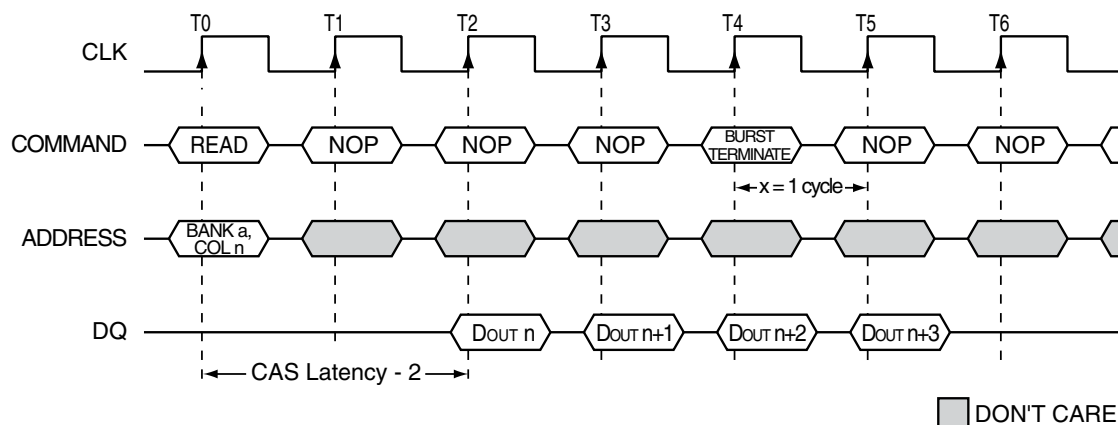 T0 T1 T2 T3 T4 T5 T6
CLK
COMMAND READ NOP NOP NOP BURST TERMINATE NOP NOP
x = 1 cycle
ADDRESS BANK a, COL n
DQ DOUT n DOUT n+1 DOUT n+2 DOUT n+3
CAS Latency - 2
DON'T CARE